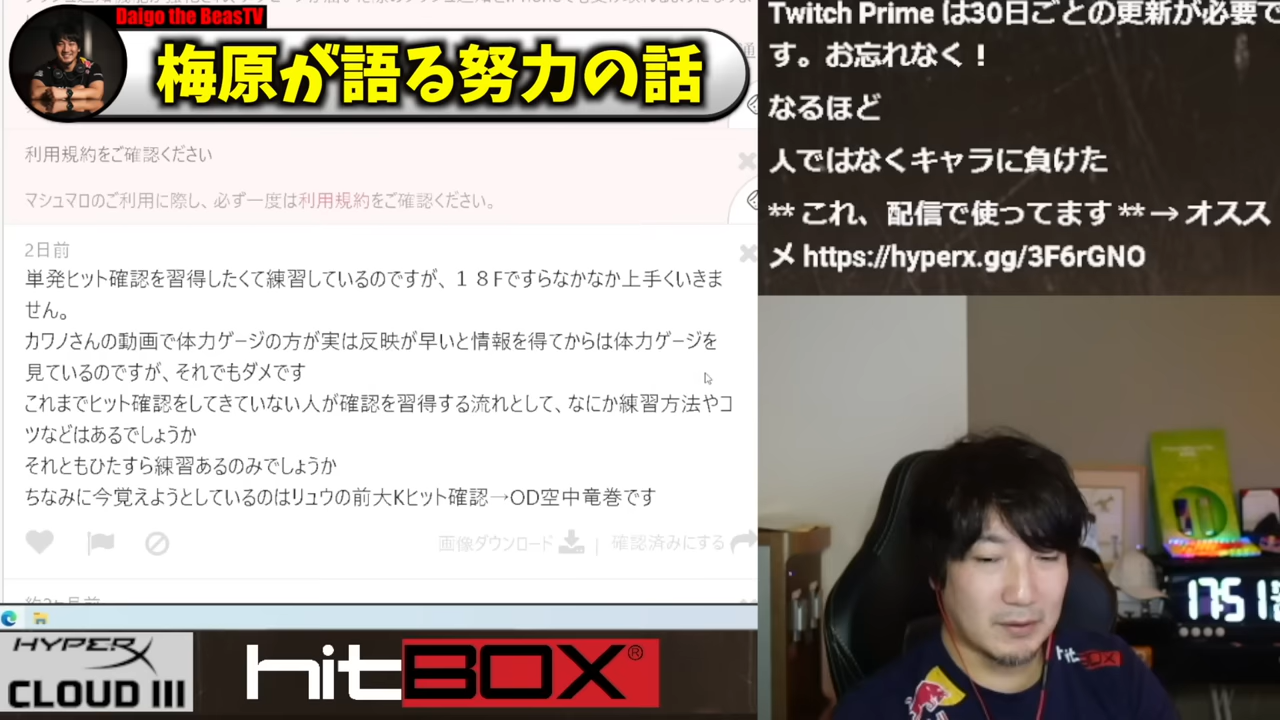 Daigo the BeasTV
梅原が語る努力の話
利用規約をご確認ください
マシュマロのご利用に際し、必ず一度は利用規約をご確認ください。
2日前
単発ヒット確認を習得したくて練習しているのですが、１８Fですらなかなか上手くいきま
せん。
カワノさんの動画で体力ゲージの方が実は反映が早いと情報を得てからは体力ゲージを
見ているのですが、それでもダメです
これまでヒット確認をしてきていない人が確認を習得する流れとして、なにか練習方法やコ
ツなどはあるでしょうか
それともひたすら練習あるのみでしょうか
ちなみに今覚えようとしているのはリュウの前大Kヒット確認→OD空中竜巻です
画像ダウンロード | 確認済みにする
HYPERX
CLOUD III
hitBOX®
Twitch Prime は30日ごとの更新が必要で
す。お忘れなく！
なるほど
人ではなくキャラに負けた
** これ、配信で使ってます ** → オスス
メ https://hyperx.gg/3F6rGNO
17:51
hitBOX